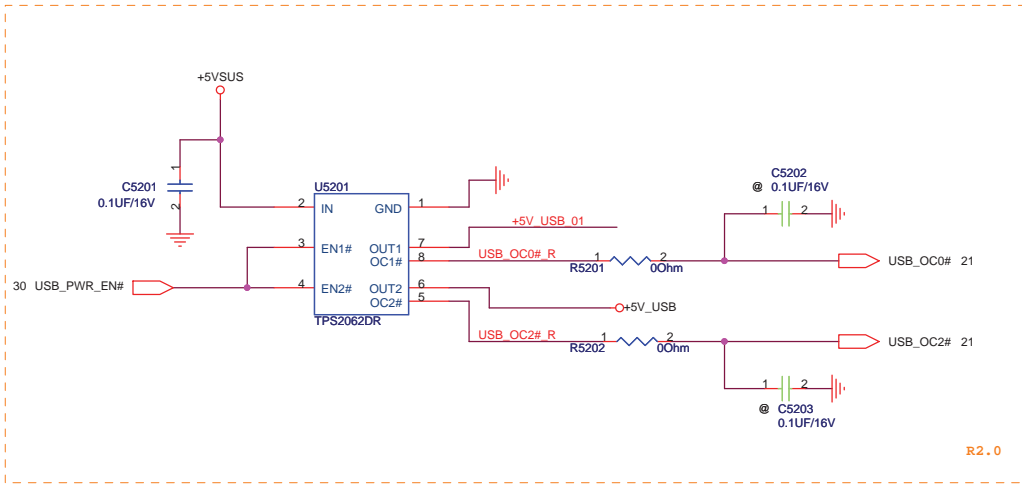 +5VSUS
1
C5201
0.1UF/16V
2
U5201
2 IN GND 1
3 EN1# OUT1 7 +5V_USB_01
OC1# 8 USB_OC0#_R
4 EN2# OUT2 6
OC2# 5 USB_OC2#_R
TPS2062DR
30 USB_PWR_EN#
C5202
@ 0.1UF/16V
1 2
1 2
R5201 0Ohm
USB_OC0# 21
+5V_USB
1 2
R5202 0Ohm
USB_OC2# 21
1 2
@ C5203
0.1UF/16V
R2.0